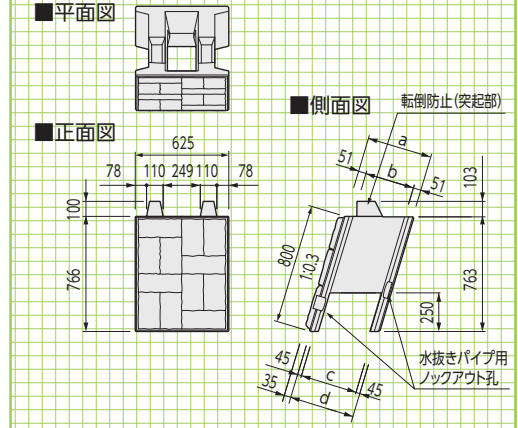 ■平面図
■正面図
625
78 110 249 110 78
100
766
■側面図
転倒防止(突起部)
a
51 b 51
103
800
1:0.3
763
250
水抜きパイプ用
ノックアウト孔
45 c 45
35 d